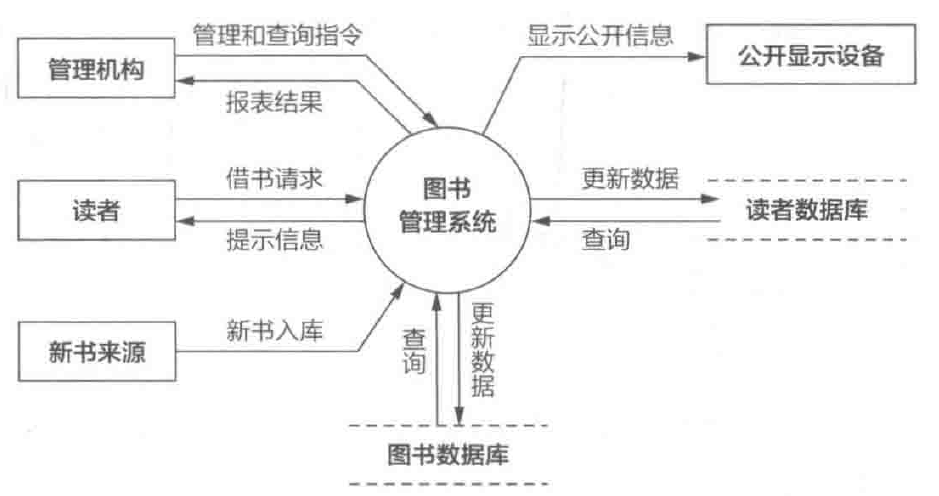 管理和查询指令
显示公开信息
管理机构
公开显示设备
报表结果
借书请求
更新数据
读者
图书
管理系统
读者数据库
提示信息
查询
新书入库
新书来源
查询
更新数据
图书数据库